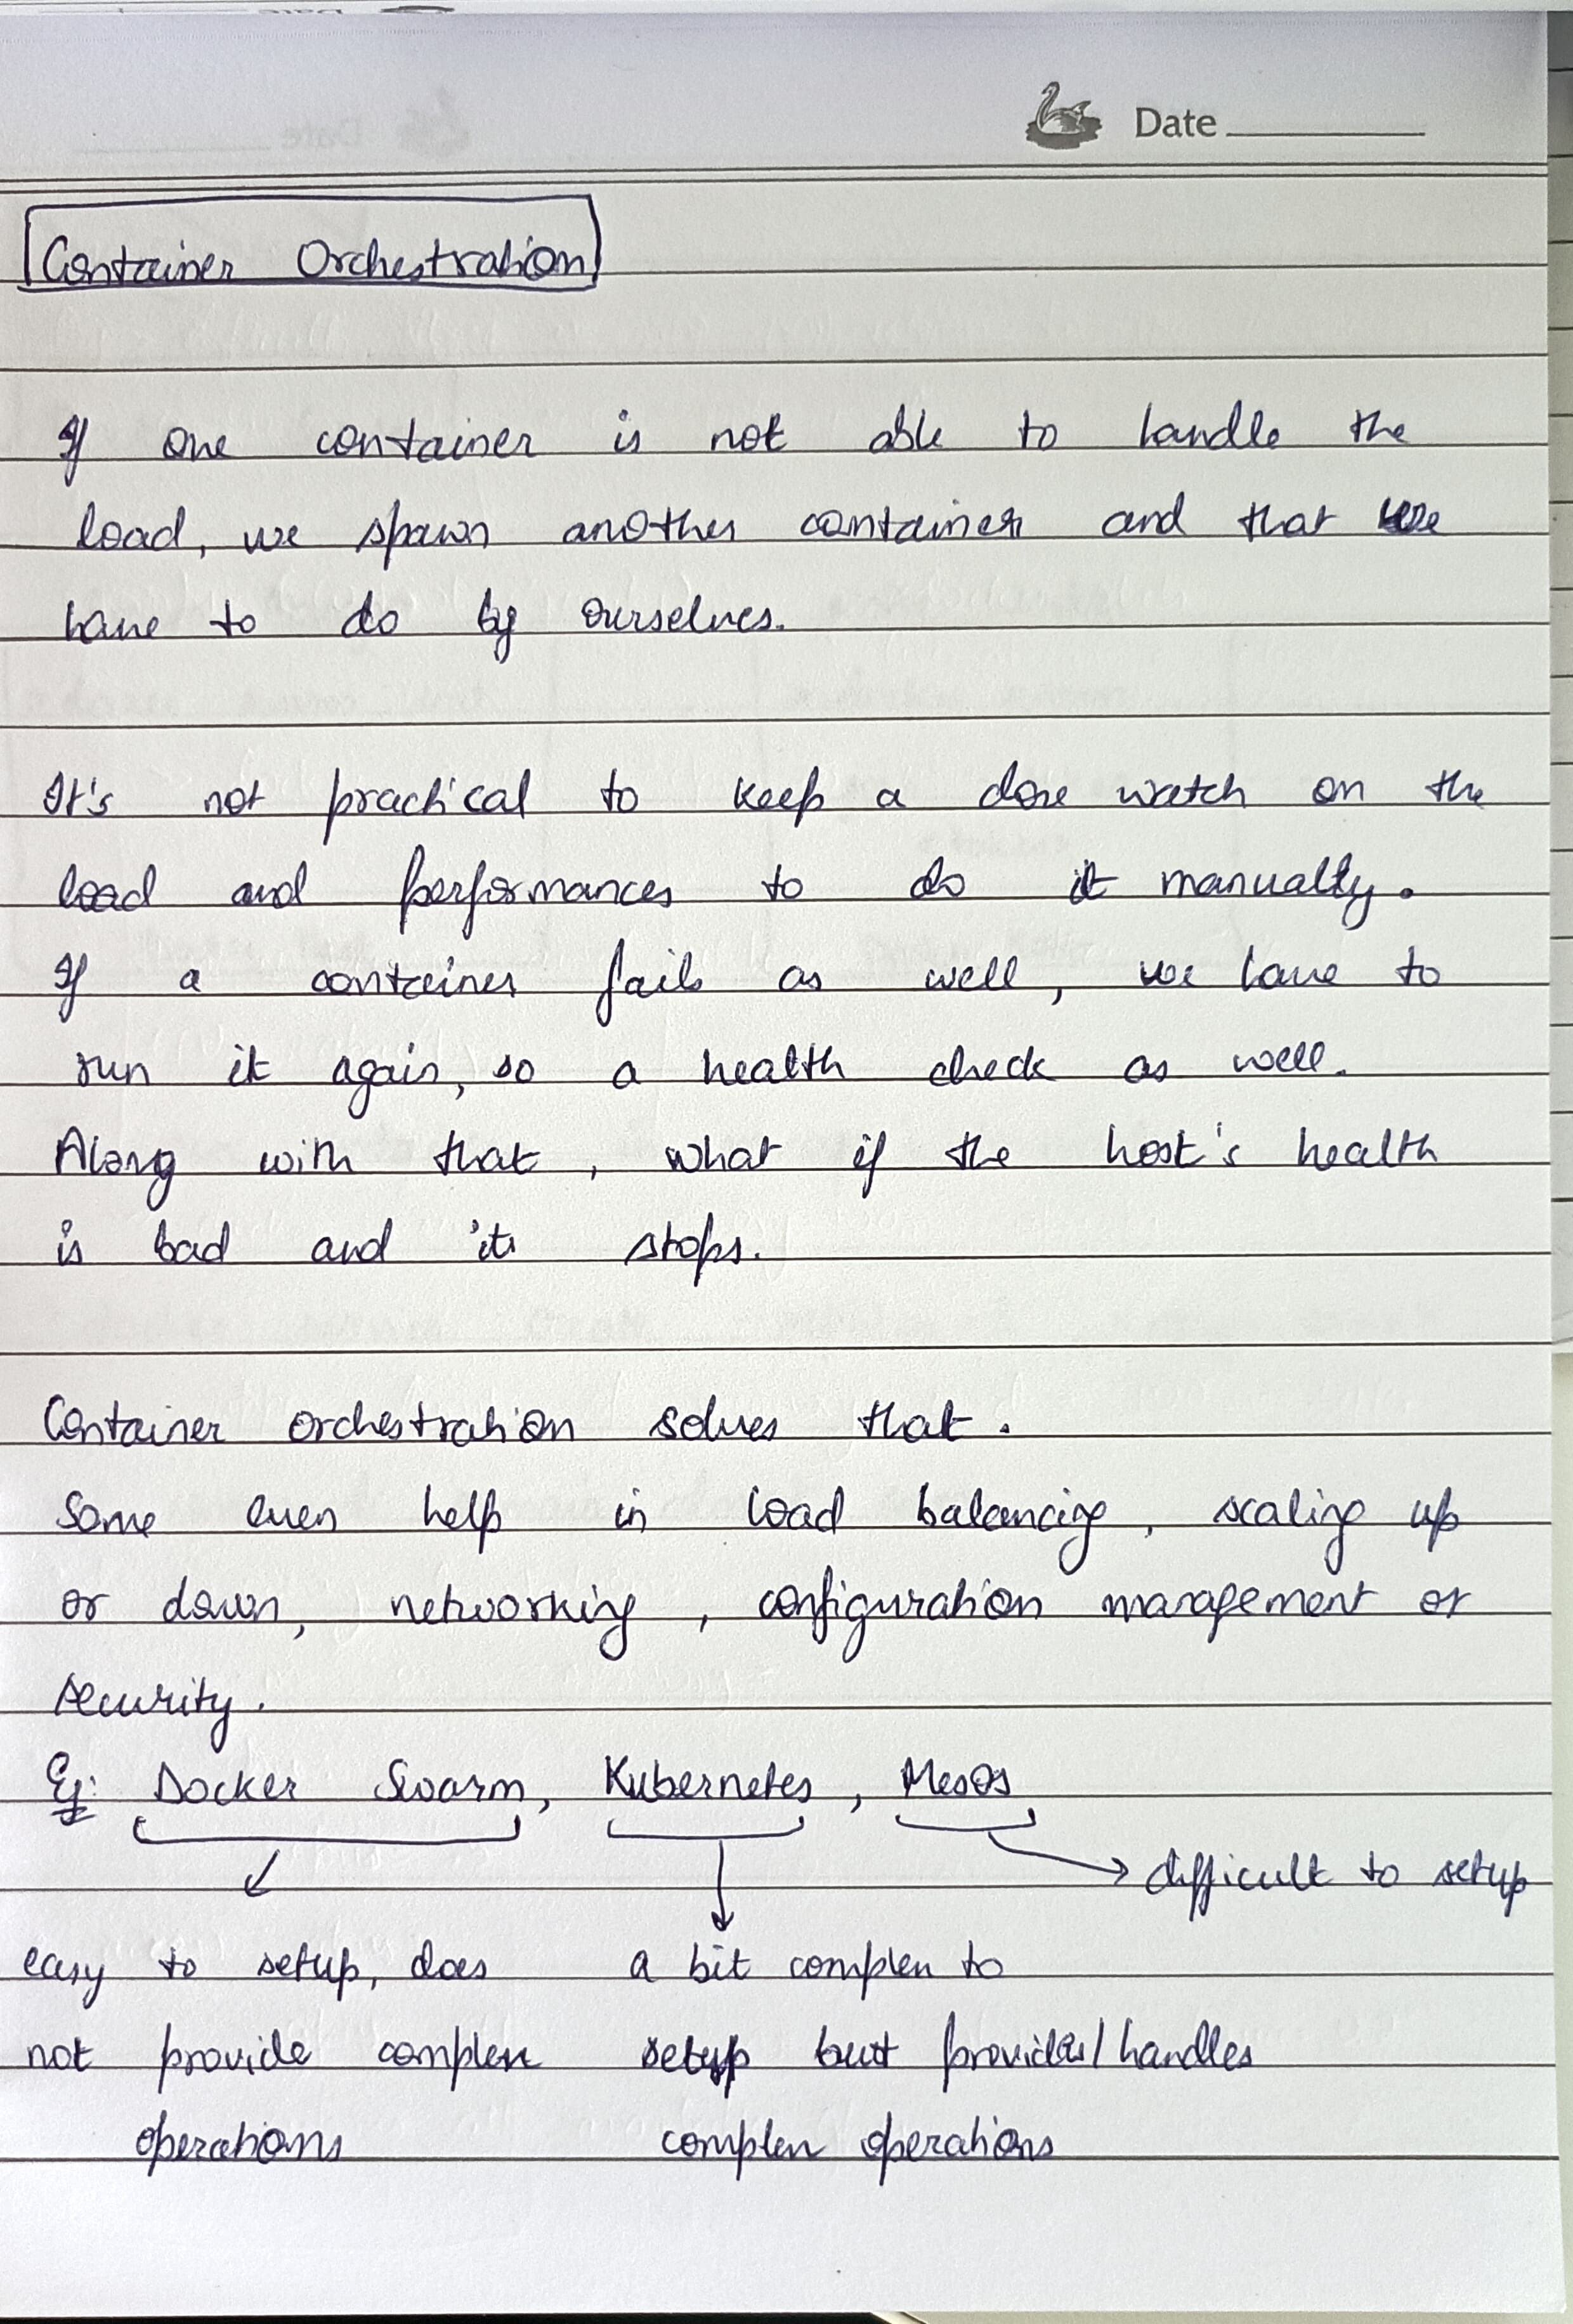 Date
Container Orchestration
If one container is not able to handle the
load, we spawn another container and that we
have to do by ourselves.
It's not practical to keep a close watch on the
load and performances to do it manually.
If a container fails as well, we have to
run it again, so a health check as well.
Along with that, what if the host's health
is bad and it stops.
Container orchestration solves that.
Some even help in load balancing, scaling up
or down, networking, configuration management or
security.
Eg: Docker Swarm, Kubernetes, Mesos
difficult to setup
easy to setup, does
not provide complex
operations
a bit complex to
setup but provides/handles
complex operations